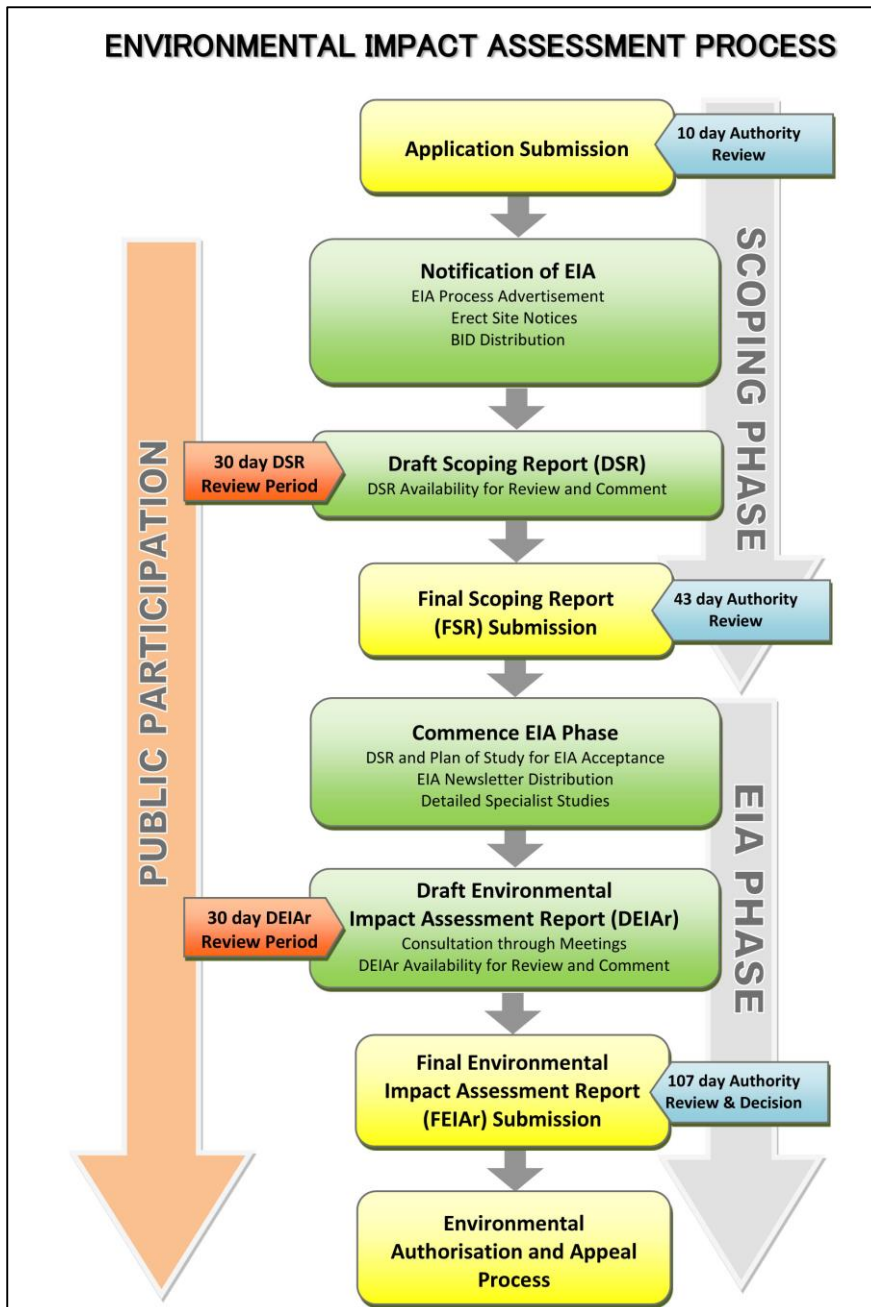 ENVIRONMENTAL IMPACT ASSESSMENT PROCESS
Application Submission
10 day Authority
Review
SCOPING PHASE
PUBLIC PARTICIPATION
Notification of EIA
EIA Process Advertisement
Erect Site Notices
BID Distribution
30 day DSR
Review Period
Draft Scoping Report (DSR)
DSR Availability for Review and Comment
Final Scoping Report
(FSR) Submission
43 day Authority
Review
Commence EIA Phase
DSR and Plan of Study for EIA Acceptance
EIA Newsletter Distribution
Detailed Specialist Studies
EIA PHASE
30 day DEIAr
Review Period
Draft Environmental
Impact Assessment Report (DEIAr)
Consultation through Meetings
DEIAr Availability for Review and Comment
Final Environmental
Impact Assessment Report
(FEIAr) Submission
107 day Authority
Review & Decision
Environmental
Authorisation and Appeal
Process